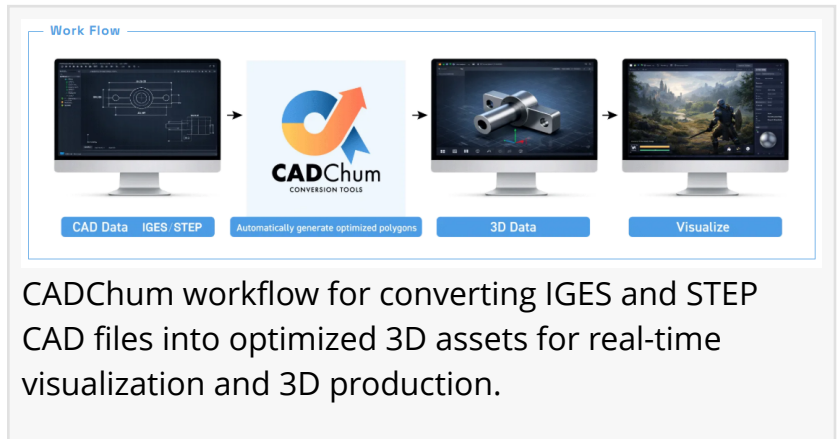 Work Flow
CADChum
CONVERSION TOOLS
CAD Data IGES/STEP
Automatically generate optimized polygons
3D Data
Visualize
CADChum workflow for converting IGES and STEP
CAD files into optimized 3D assets for real-time
visualization and 3D production.